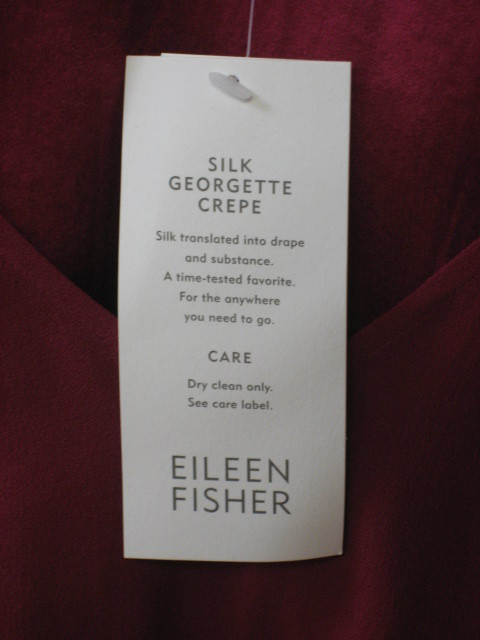 SILK
GEORGETTE
CREPE
Silk translated into drape
and substance.
A time-tested favorite.
For the anywhere
you need to go.
CARE
Dry clean only.
See care label.
EILEEN
FISHER